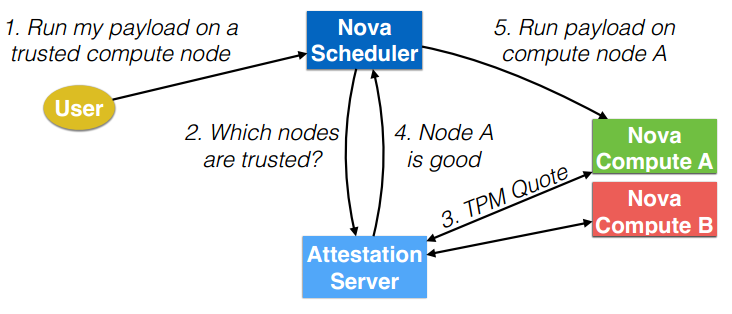 1. Run my payload on a
trusted compute node
Nova
Scheduler
5. Run payload on
compute node A
User
2. Which nodes
are trusted?
4. Node A
is good
Nova
Compute A
3. TPM Quote
Nova
Compute B
Attestation
Server